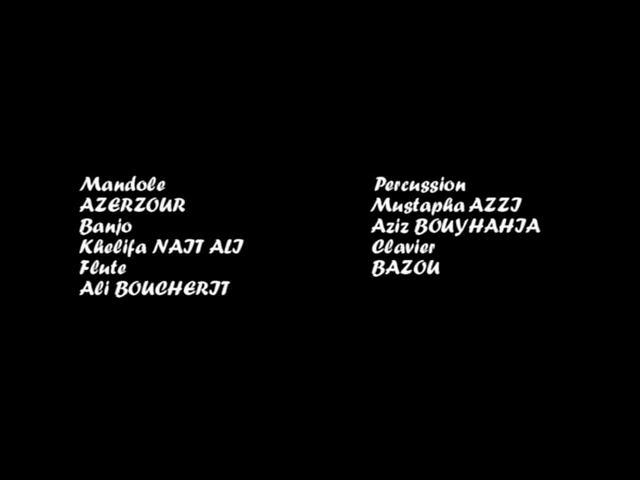 Mandole
AZERZOUR
Banjo
Khelifa NAIT ALI
Flute
Ali BOUCHERIT
Percussion
Mustapha AZZI
Aziz BOUYHAHIA
Clavier
BAZOU